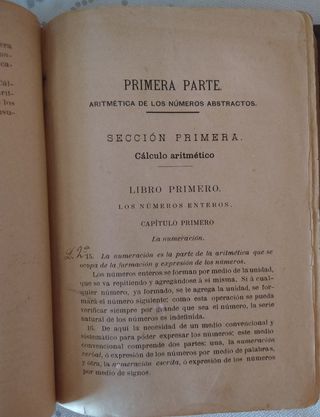 PRIMERA PARTE.
ARITMÉTICA DE LOS NÚMEROS ABSTRACTOS.
SECCIÓN PRIMERA.
Cálculo aritmético
LIBRO PRIMERO.
LOS NÚMEROS ENTEROS.
CAPÍTULO PRIMERO
La numeración.
L. 2ª
15. La numeración es la parte de la aritmética que se
ocupa de la formación y expresión de los números.
Los números enteros se forman por medio de la unidad,
que se va repitiendo y agregándose á sí misma. Si á cual-
quier número, ya formado, se le agrega la unidad, se for-
mará el número siguiente; como esta operación se pueda
verificar siempre por grande que sea el número, la serie
natural de los números es indefinida.
16. De aquí la necesidad de un medio convencional y
sistemático para póder expresar los números; este medio
convencional comprende dos partes; una, la numeración
verbal, ó expresión de los números por medio de palabras,
y otra, la numeración escrita, ó expresión de los números
por medio de signos.